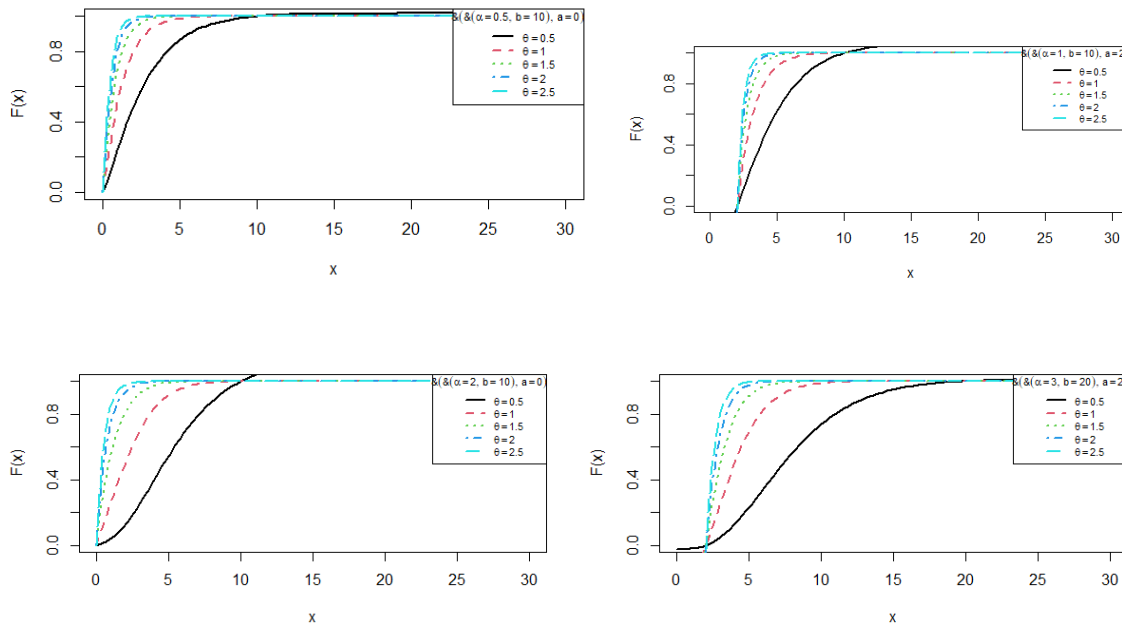 &(&(α=0.5, b=10), a=0)
θ = 0.5
θ = 1
θ = 1.5
θ = 2
θ = 2.5
F(x)
0.0 0.4 0.8
0 5 10 15 20 25 30
x
&(&(α=1, b=10), a=2
θ = 0.5
θ = 1
θ = 1.5
θ = 2
θ = 2.5
F(x)
0.0 0.4 0.8
0 5 10 15 20 25 30
x
&(&(α=2, b=10), a=0)
θ = 0.5
θ = 1
θ = 1.5
θ = 2
θ = 2.5
F(x)
0.0 0.4 0.8
0 5 10 15 20 25 30
x
&(&(α=3, b=20), a=2
θ = 0.5
θ = 1
θ = 1.5
θ = 2
θ = 2.5
F(x)
0.0 0.4 0.8
0 5 10 15 20 25 30
x